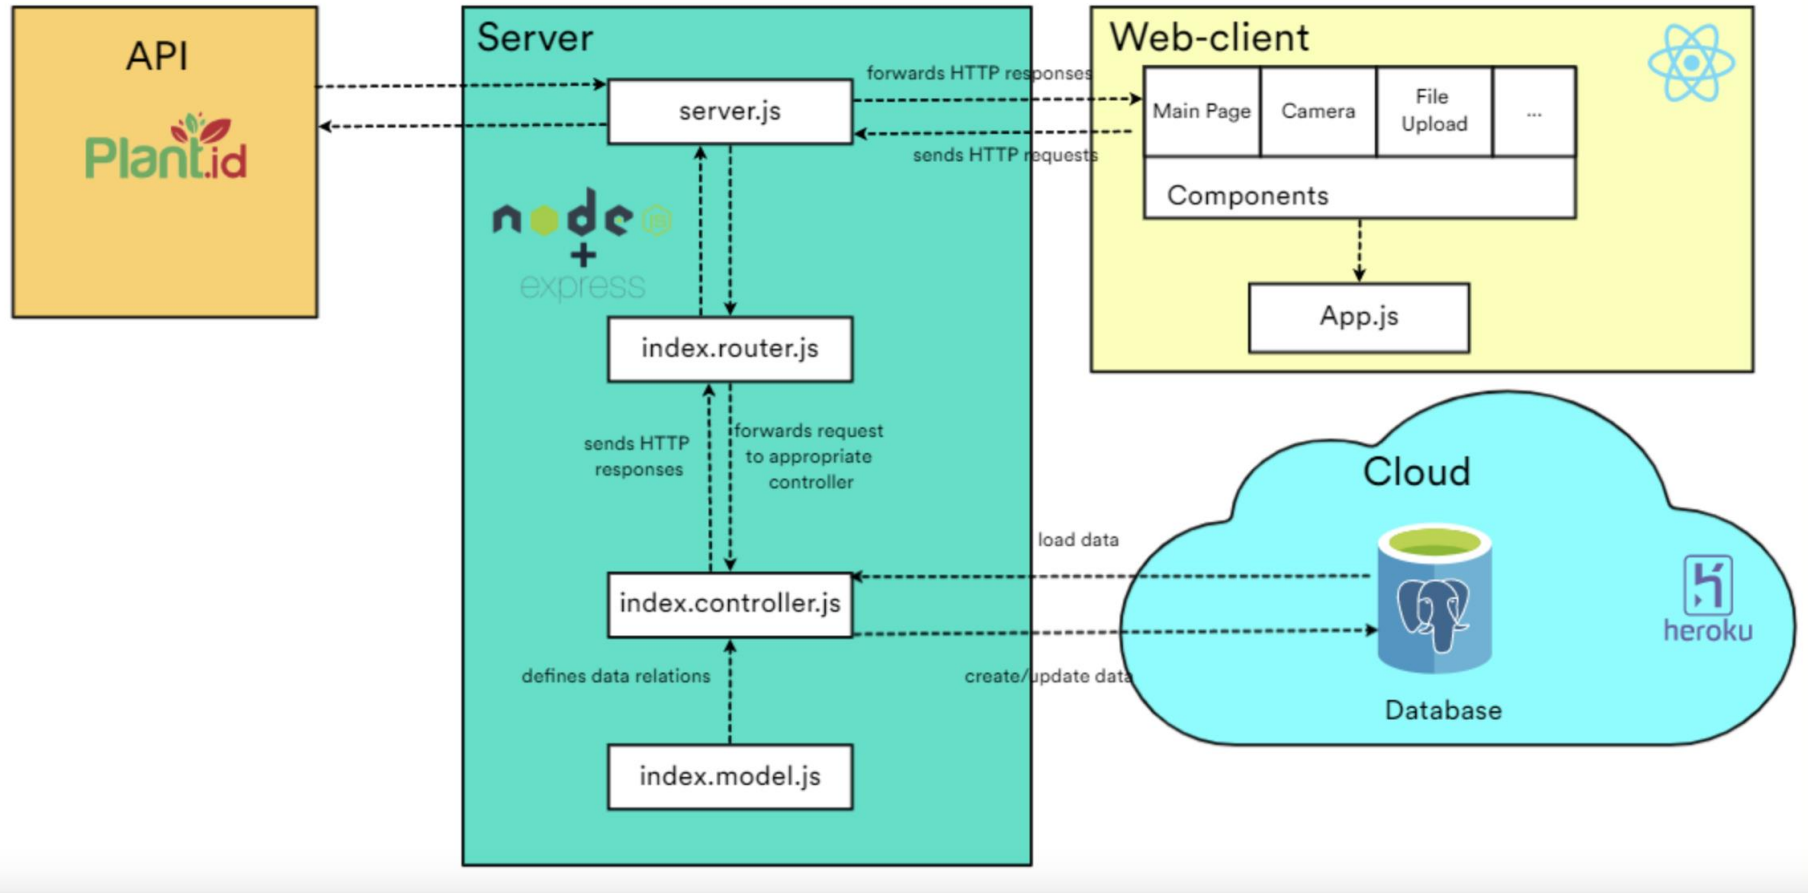 API
Plant.id
Server
server.js
node
JS
+
express
index.router.js
sends HTTP
responses
forwards request
to appropriate
controller
index.controller.js
defines data relations
index.model.js
forwards HTTP responses
sends HTTP requests
Web-client
Main Page
Camera
File
Upload
...
Components
App.js
load data
create/update data
Cloud
Database
heroku